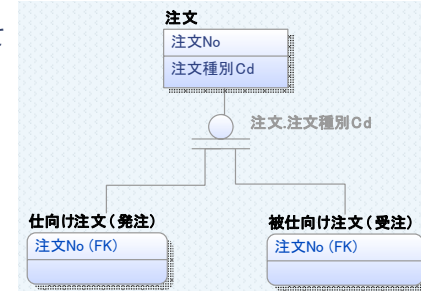 て
注文
注文No
注文種別Cd
注文.注文種別Cd
仕向け注文（発注）
注文No (FK)
被仕向け注文（受注）
注文No (FK)